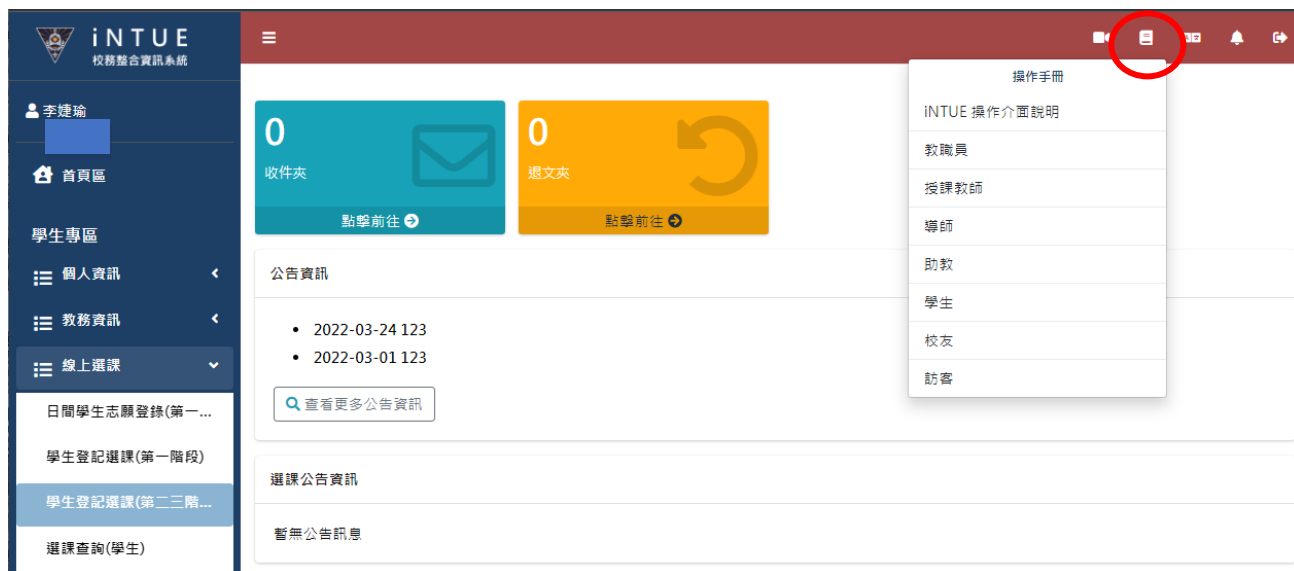 iNTUE
校務整合資訊系統
李婕瑜
首頁區
學生專區
個人資訊
教務資訊
線上選課
日間學生志願登錄(第一...
學生登記選課(第一階段)
學生登記選課(第二三階...
選課查詢(學生)
0
收件夾
點擊前往
0
退文夾
點擊前往
公告資訊
2022-03-24 123
2022-03-01 123
查看更多公告資訊
選課公告資訊
暫無公告訊息
操作手冊
iNTUE 操作介面說明
教職員
授課教師
導師
助教
學生
校友
訪客